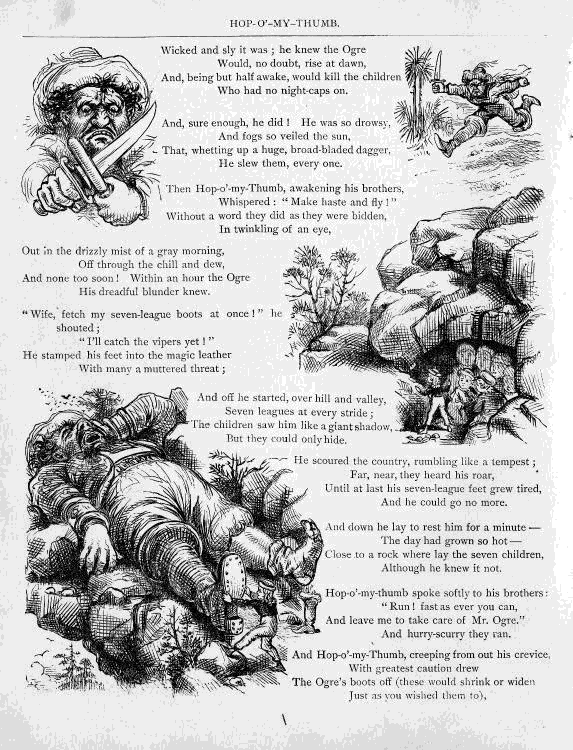 HOP-O'-MY-THUMB.
Wicked and sly it was ; he knew the Ogre
Would, no doubt, rise at dawn,
And, being but half awake, would kill the children
Who had no night-caps on.
And, sure enough, he did ! He was so drowsy,
And fogs so veiled the sun,
That, whetting up a huge, broad-bladed dagger,
He slew them, every one.
Then Hop-o'-my-Thumb, awakening his brothers,
Whispered : " Make haste and fly ! "
Without a word they did as they were bidden,
In twinkling of an eye,
Out in the drizzly mist of a gray morning,
Off through the chill and dew,
And none too soon ! Within an hour the Ogre
His dreadful blunder knew.
" Wife, fetch my seven-league boots at once ! " he
shouted ;
" I'll catch the vipers yet ! "
He stamped his feet into the magic leather
With many a muttered threat ;
And off he started, over hill and valley,
Seven leagues at every stride ;
The children saw him like a giant shadow,
But they could only hide.
He scoured the country, rumbling like a tempest ;
Far, near, they heard his roar,
Until at last his seven-league feet grew tired,
And he could go no more.
And down he lay to rest him for a minute —
The day had grown so hot —
Close to a rock where lay the seven children,
Although he knew it not.
Hop-o'-my-thumb spoke softly to his brothers :
" Run ! fast as ever you can,
And leave me to take care of Mr. Ogre."
And hurry-scurry they ran.
And Hop-o'-my-Thumb, creeping from out his crevice,
With greatest caution drew
The Ogre's boots off (these would shrink or widen
Just as you wished them to),